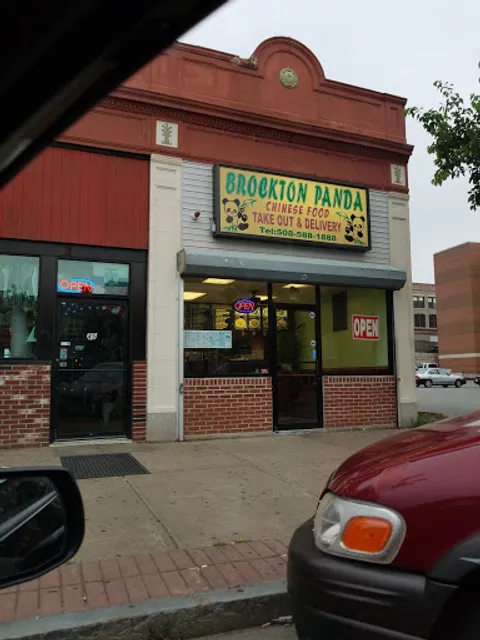 BROCKTON PANDA
CHINESE FOOD
TAKE OUT & DELIVERY
Tel:508-588-1888
OPEN
OPEN
OPEN